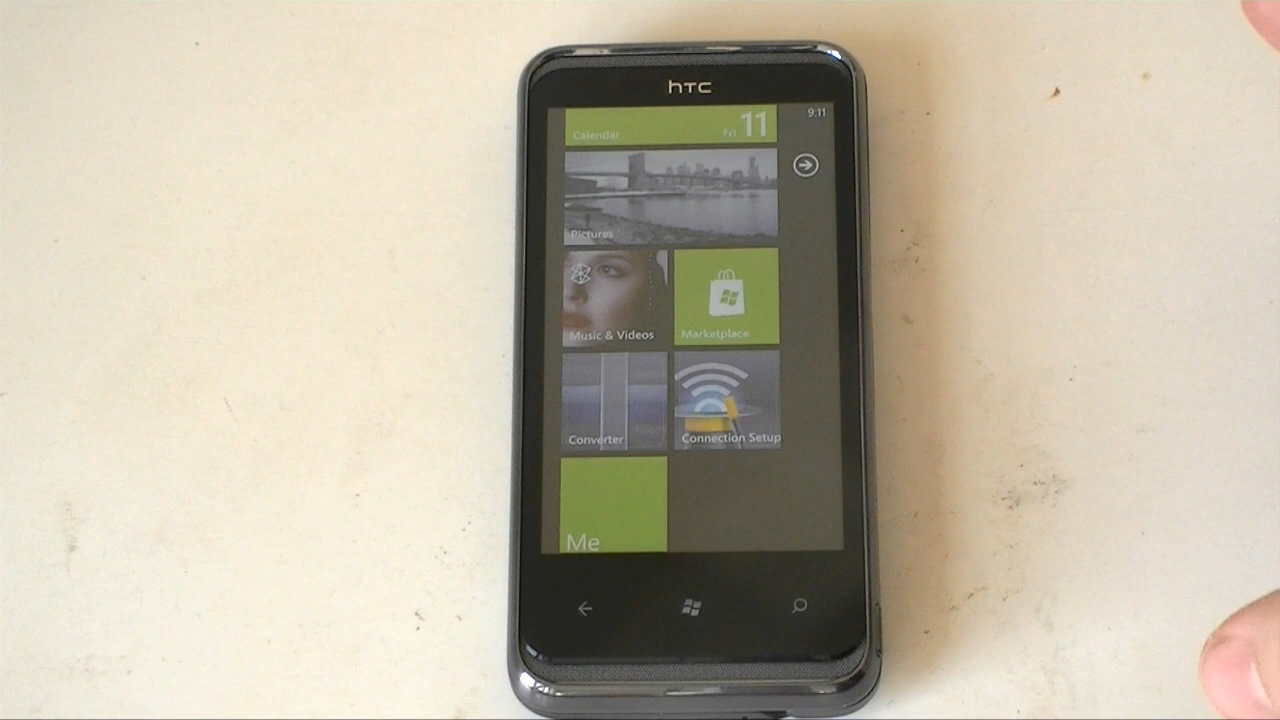 hTC
9:11
Calendar Fri 11
Pictures
Music & Videos
Marketplace
Converter
Connection Setup
Me